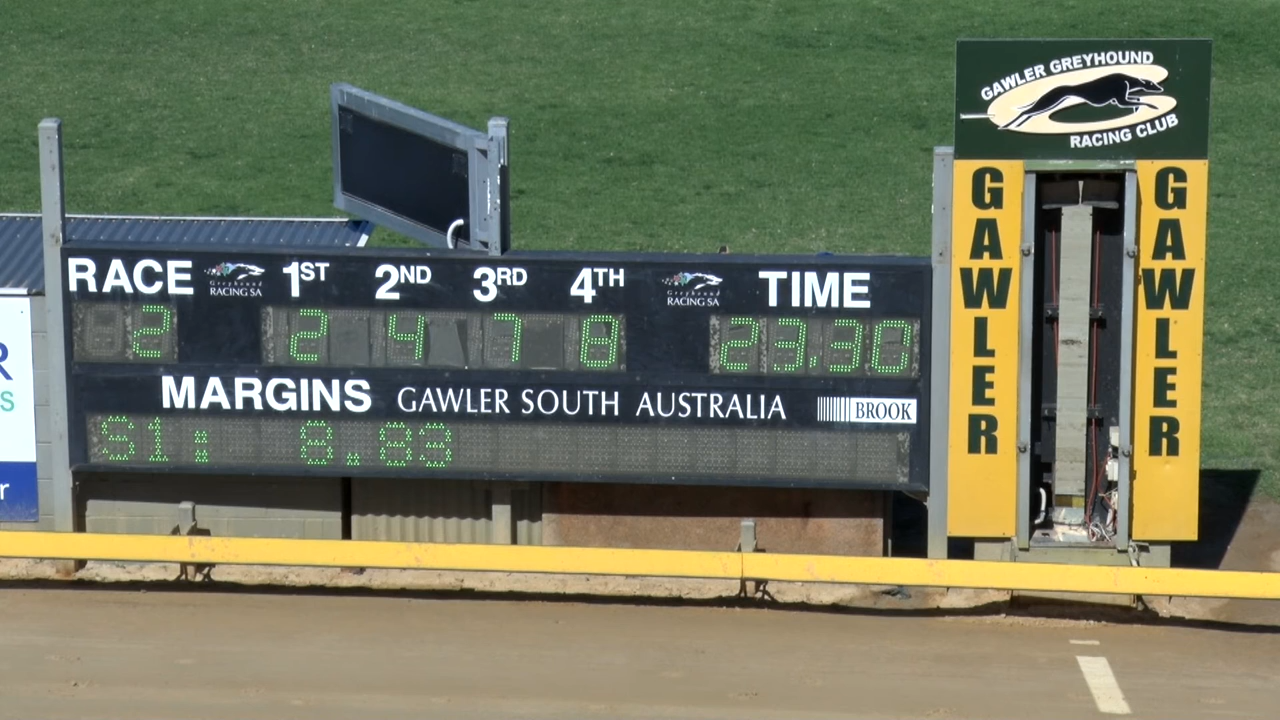 GAWLER GREYHOUND
RACING CLUB
GAWLER
GAWLER
RACE
Greyhound
RACING SA
1ST 2ND 3RD 4TH
Greyhound
RACING SA
TIME
2 2 4 7 8 23.30
MARGINS GAWLER SOUTH AUSTRALIA BROOK
S1: 8.83
R
S
r